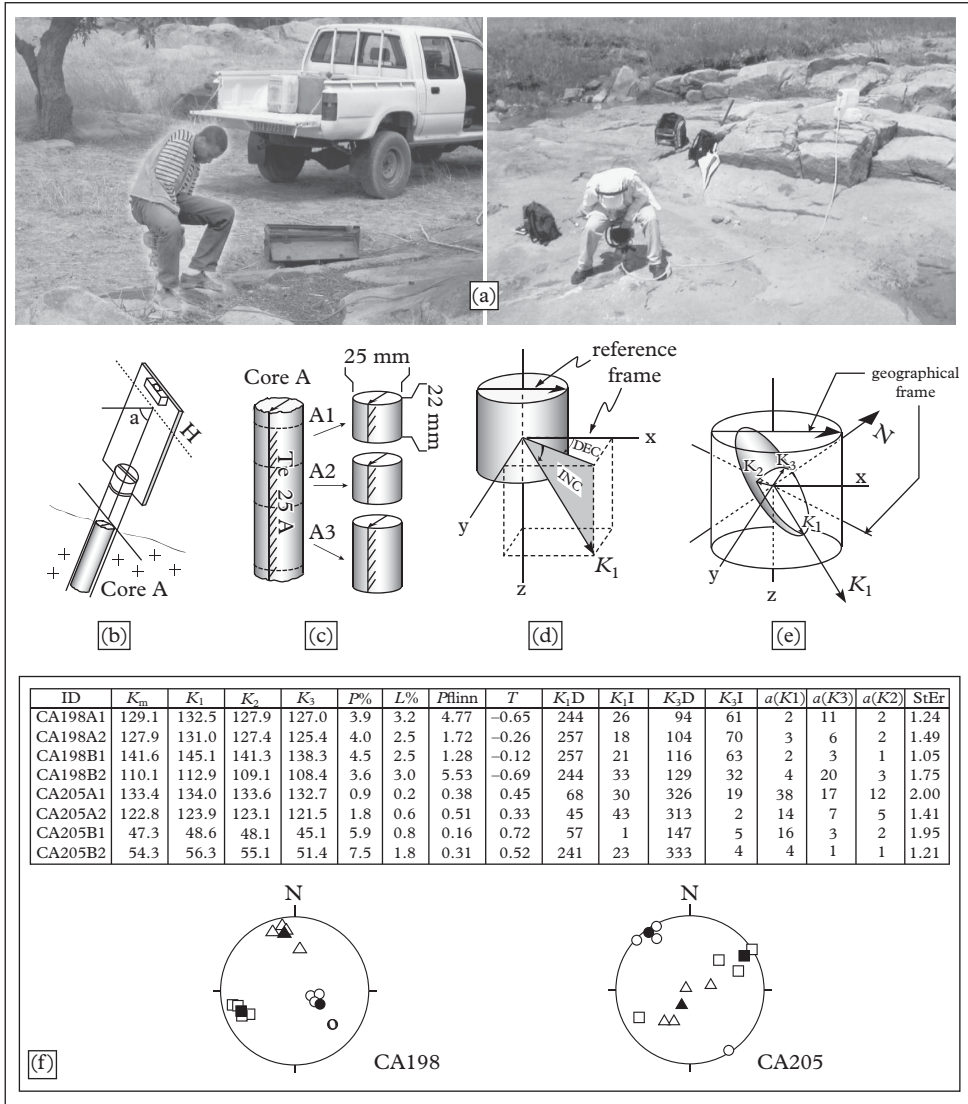 (a)
25 mm
Core A
22 mm
A1
A2
A3
Te 25 A
(c)
a
H
Core A
(b)
reference
frame
x
DEC
INC
y
z
K1
(d)
geographical
frame
N
K2
K3
x
K1
y
z
K1
(e)
ID Km K1 K2 K3 P% L% Pflinn T K1D K1I K3D K3I a(K1) a(K3) a(K2) StEr
CA198A1 129.1 132.5 127.9 127.0 3.9 3.2 4.77 −0.65 244 26 94 61 2 11 2 1.24
CA198A2 127.9 131.0 127.4 125.4 4.0 2.5 1.72 −0.26 257 18 104 70 3 6 2 1.49
CA198B1 141.6 145.1 141.3 138.3 4.5 2.5 1.28 −0.12 257 21 116 63 2 3 1 1.05
CA198B2 110.1 112.9 109.1 108.4 3.6 3.0 5.53 −0.69 244 33 129 32 4 20 3 1.75
CA205A1 133.4 134.0 133.6 132.7 0.9 0.2 0.38 0.45 68 30 326 19 38 17 12 2.00
CA205A2 122.8 123.9 123.1 121.5 1.8 0.6 0.51 0.33 45 43 313 2 14 7 5 1.41
CA205B1 47.3 48.6 48.1 45.1 5.9 0.8 0.16 0.72 57 1 147 5 16 3 2 1.95
CA205B2 54.3 56.3 55.1 51.4 7.5 1.8 0.31 0.52 241 23 333 4 4 1 1 1.21
N
CA198
N
CA205
(f)